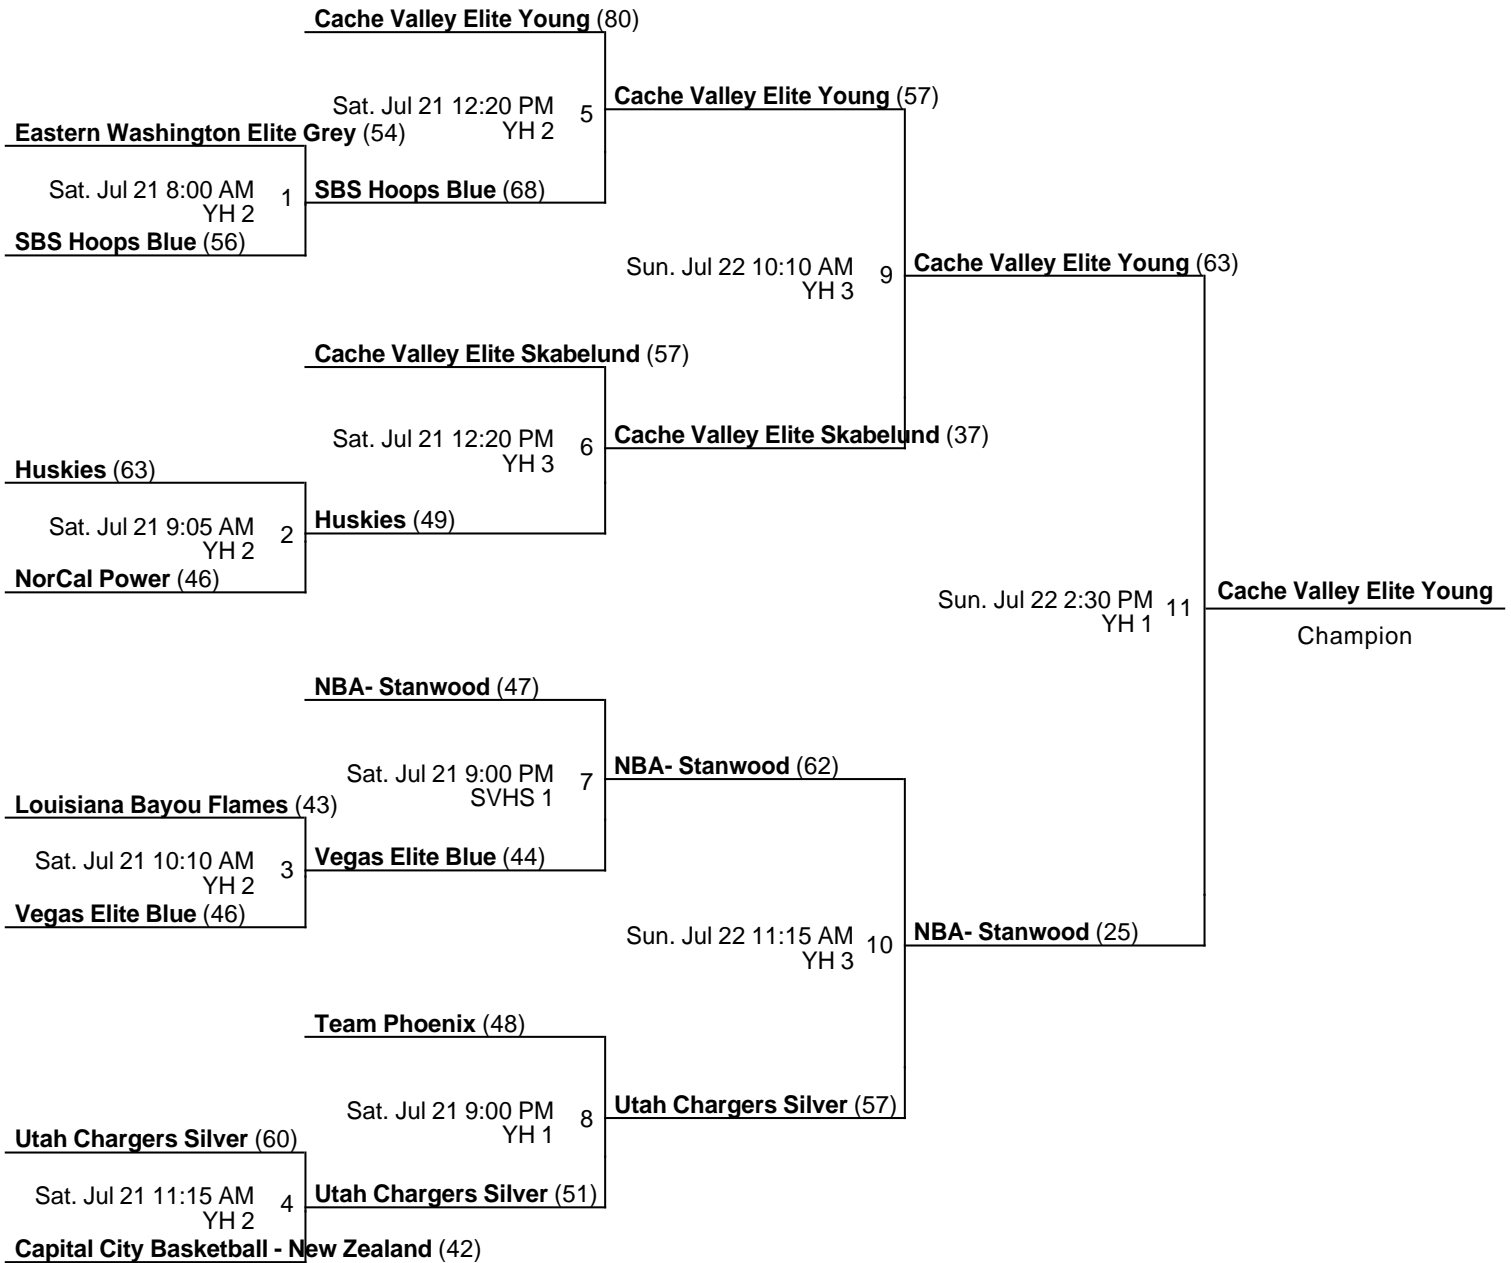 Cache Valley Elite Young (80)
Sat. Jul 21 12:20 PM
YH 2
5
Cache Valley Elite Young (57)
Eastern Washington Elite Grey (54)
Sat. Jul 21 8:00 AM
YH 2
1
SBS Hoops Blue (68)
SBS Hoops Blue (56)
Sun. Jul 22 10:10 AM
YH 3
9
Cache Valley Elite Young (63)
Cache Valley Elite Skabelund (57)
Sat. Jul 21 12:20 PM
YH 3
6
Cache Valley Elite Skabelund (37)
Huskies (63)
Sat. Jul 21 9:05 AM
YH 2
2
Huskies (49)
NorCal Power (46)
Sun. Jul 22 2:30 PM
YH 1
11
Cache Valley Elite Young
Champion
NBA- Stanwood (47)
Sat. Jul 21 9:00 PM
SVHS 1
7
NBA- Stanwood (62)
Louisiana Bayou Flames (43)
Sat. Jul 21 10:10 AM
YH 2
3
Vegas Elite Blue (44)
Vegas Elite Blue (46)
Sun. Jul 22 11:15 AM
YH 3
10
NBA- Stanwood (25)
Team Phoenix (48)
Sat. Jul 21 9:00 PM
YH 1
8
Utah Chargers Silver (57)
Utah Chargers Silver (60)
Sat. Jul 21 11:15 AM
YH 2
4
Utah Chargers Silver (51)
Capital City Basketball - New Zealand (42)